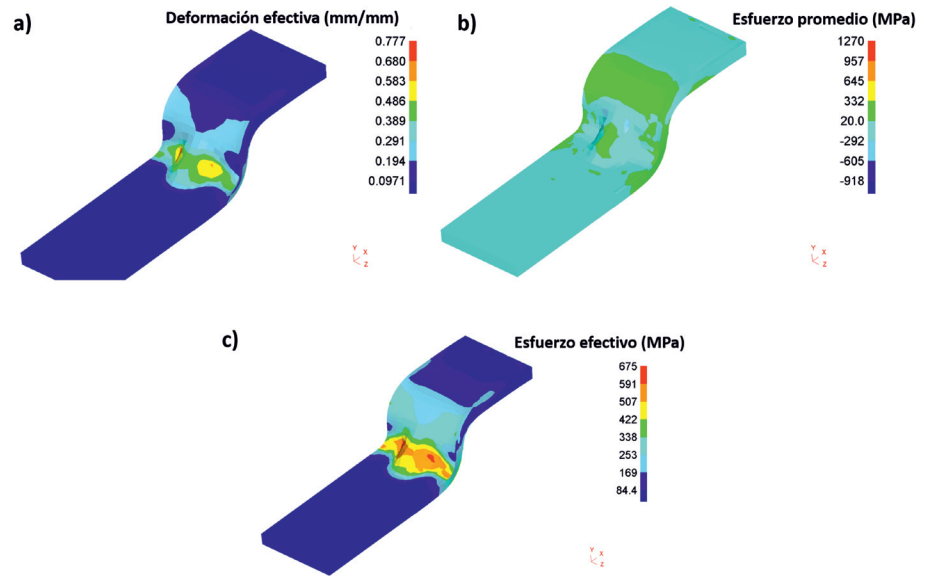 a)
Deformación efectiva (mm/mm)
0.777
0.680
0.583
0.486
0.389
0.291
0.194
0.0971
Y X
Z
b)
Esfuerzo promedio (MPa)
1270
957
645
332
20.0
-292
-605
-918
Y X
Z
c)
Esfuerzo efectivo (MPa)
675
591
507
422
338
253
169
84.4
Y X
Z